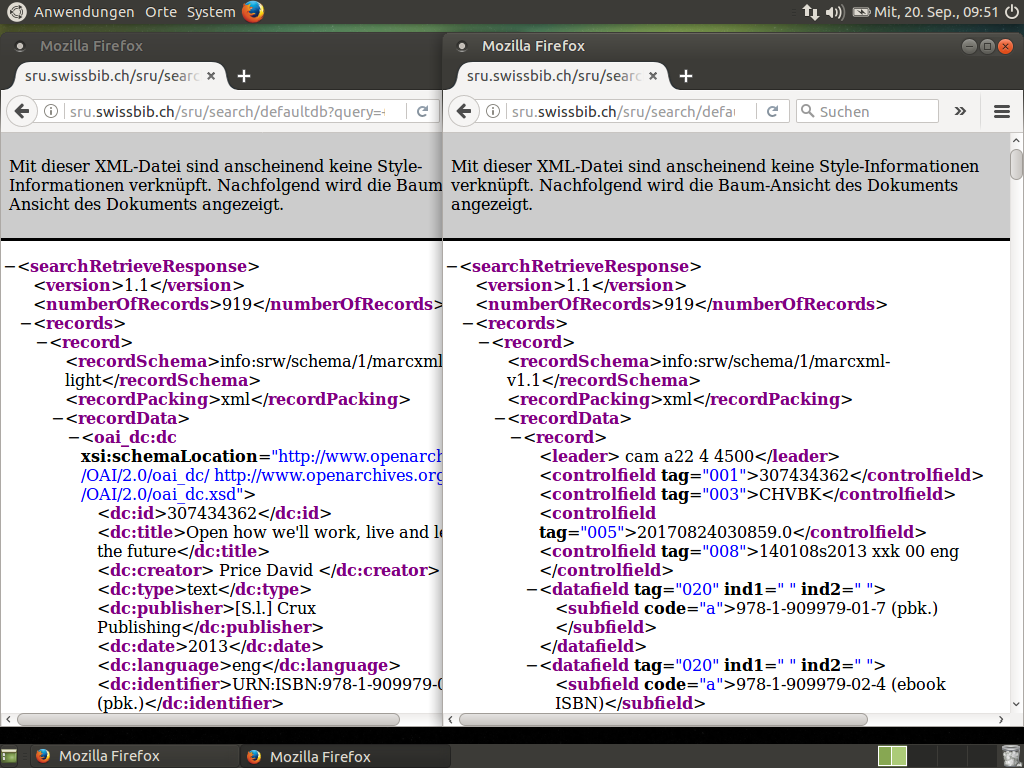 Anwendungen Orte System
Mit, 20. Sep., 09:51
Mozilla Firefox
sru.swissbib.ch/sru/searc × +
sru.swissbib.ch/sru/search/defaultdb?query=+
Mit dieser XML-Datei sind anscheinend keine Style-
Informationen verknüpft. Nachfolgend wird die Baum-
Ansicht des Dokuments angezeigt.
−<searchRetrieveResponse>
<version>1.1</version>
<numberOfRecords>919</numberOfRecords>
−<records>
−<record>
<recordSchema>info:srw/schema/1/marcxml
light</recordSchema>
<recordPacking>xml</recordPacking>
−<recordData>
−<oai_dc:dc
xsi:schemaLocation="http://www.openarch
/OAI/2.0/oai_dc/ http://www.openarchives.org
/OAI/2.0/oai_dc.xsd">
<dc:id>307434362</dc:id>
<dc:title>Open how we'll work, live and le
the future</dc:title>
<dc:creator> Price David </dc:creator>
<dc:type>text</dc:type>
<dc:publisher>[S.l.] Crux
Publishing</dc:publisher>
<dc:date>2013</dc:date>
<dc:language>eng</dc:language>
<dc:identifier>URN:ISBN:978-1-909979-0
(pbk.)</dc:identifier>
Mozilla Firefox
sru.swissbib.ch/sru/searc × +
sru.swissbib.ch/sru/search/defau
Suchen
Mit dieser XML-Datei sind anscheinend keine Style-Informationen
verknüpft. Nachfolgend wird die Baum-Ansicht des Dokuments
angezeigt.
−<searchRetrieveResponse>
<version>1.1</version>
<numberOfRecords>919</numberOfRecords>
−<records>
−<record>
<recordSchema>info:srw/schema/1/marcxml-
v1.1</recordSchema>
<recordPacking>xml</recordPacking>
−<recordData>
−<record>
<leader> cam a22 4 4500</leader>
<controlfield tag="001">307434362</controlfield>
<controlfield tag="003">CHVBK</controlfield>
<controlfield
tag="005">20170824030859.0</controlfield>
<controlfield tag="008">140108s2013 xxk 00 eng
</controlfield>
−<datafield tag="020" ind1=" " ind2=" ">
<subfield code="a">978-1-909979-01-7 (pbk.)
</subfield>
</datafield>
−<datafield tag="020" ind1=" " ind2=" ">
<subfield code="a">978-1-909979-02-4 (ebook
ISBN)</subfield>
Mozilla Firefox
Mozilla Firefox